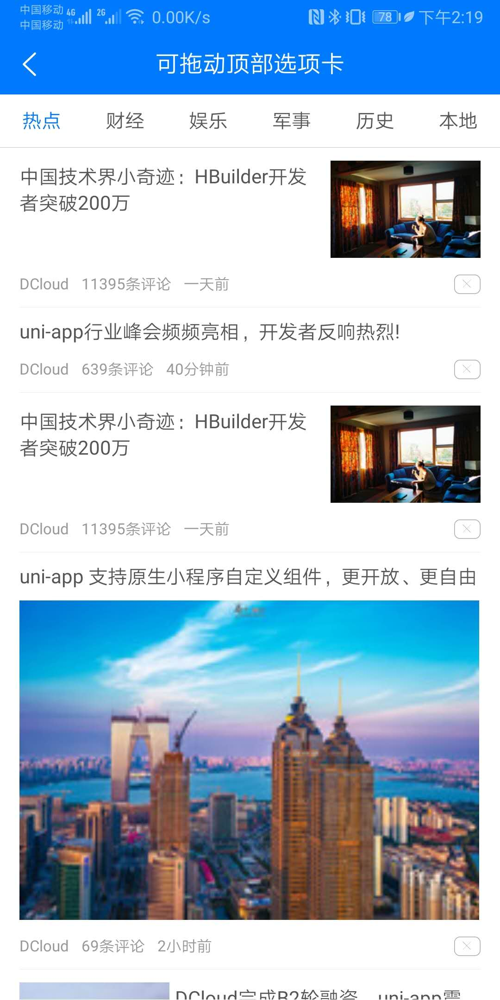 中国移动 4G 2G 0.00K/s 78 下午2:19
中国移动
可拖动顶部选项卡
热点 财经 娱乐 军事 历史 本地
中国技术界小奇迹：HBuilder开发
者突破200万
DCloud 11395条评论 一天前
uni-app行业峰会频频亮相，开发者反响热烈!
DCloud 639条评论 40分钟前
中国技术界小奇迹：HBuilder开发
者突破200万
DCloud 11395条评论 一天前
uni-app 支持原生小程序自定义组件，更开放、更自由
DCloud 69条评论 2小时前
DCloud完成B2轮融资，uni-app震